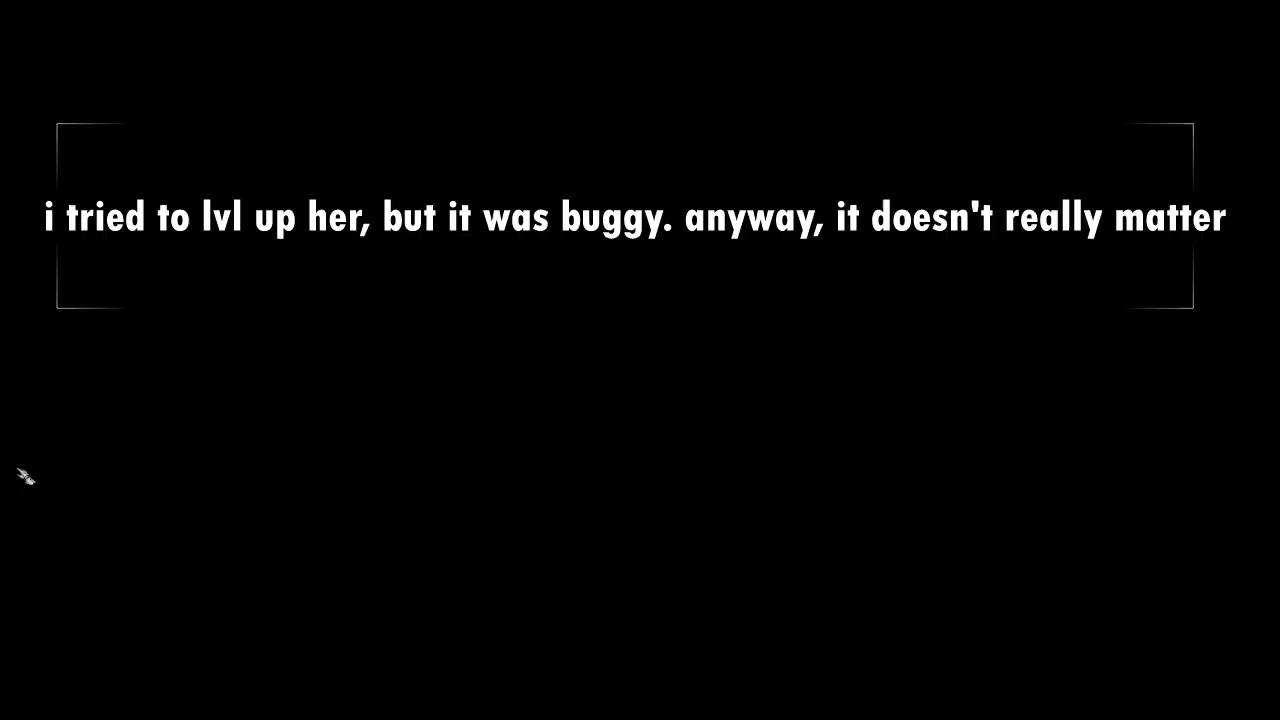 i tried to lvl up her, but it was buggy. anyway, it doesn't really matter